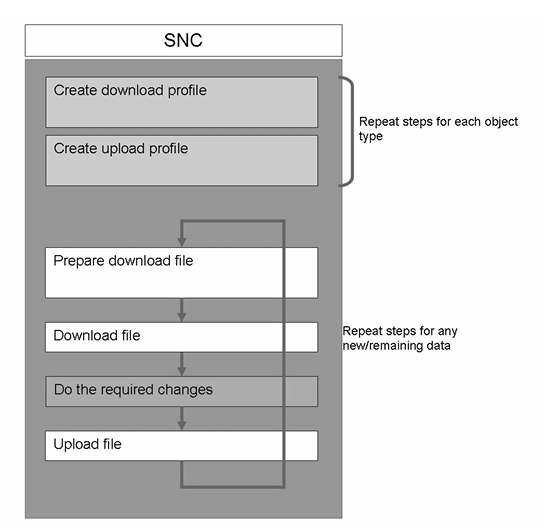 SNC
Create download profile
Create upload profile
Repeat steps for each object
type
Prepare download file
Download file
Repeat steps for any
new/remaining data
Do the required changes
Upload file